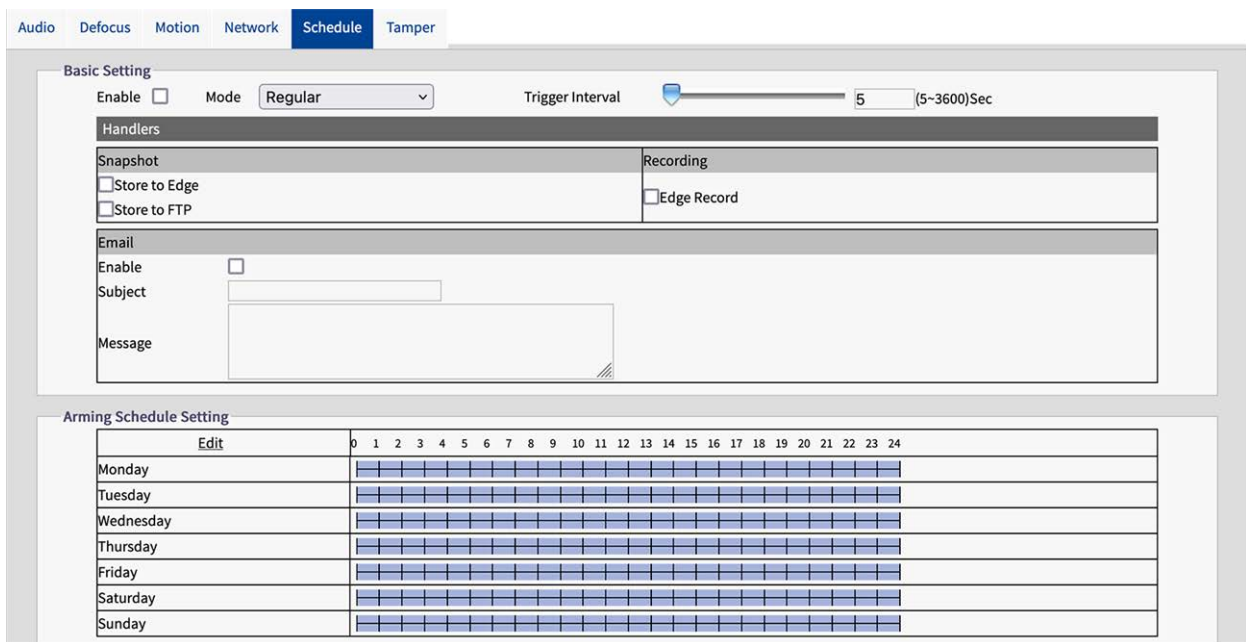 Audio Defocus Motion Network Schedule Tamper
Basic Setting
Enable Mode Regular Trigger Interval 5 (5~3600)Sec
Handlers
Snapshot Recording
Store to Edge
Edge Record
Store to FTP
Email
Enable
Subject
Message
Arming Schedule Setting
Edit 0 1 2 3 4 5 6 7 8 9 10 11 12 13 14 15 16 17 18 19 20 21 22 23 24
Monday
Tuesday
Wednesday
Thursday
Friday
Saturday
Sunday